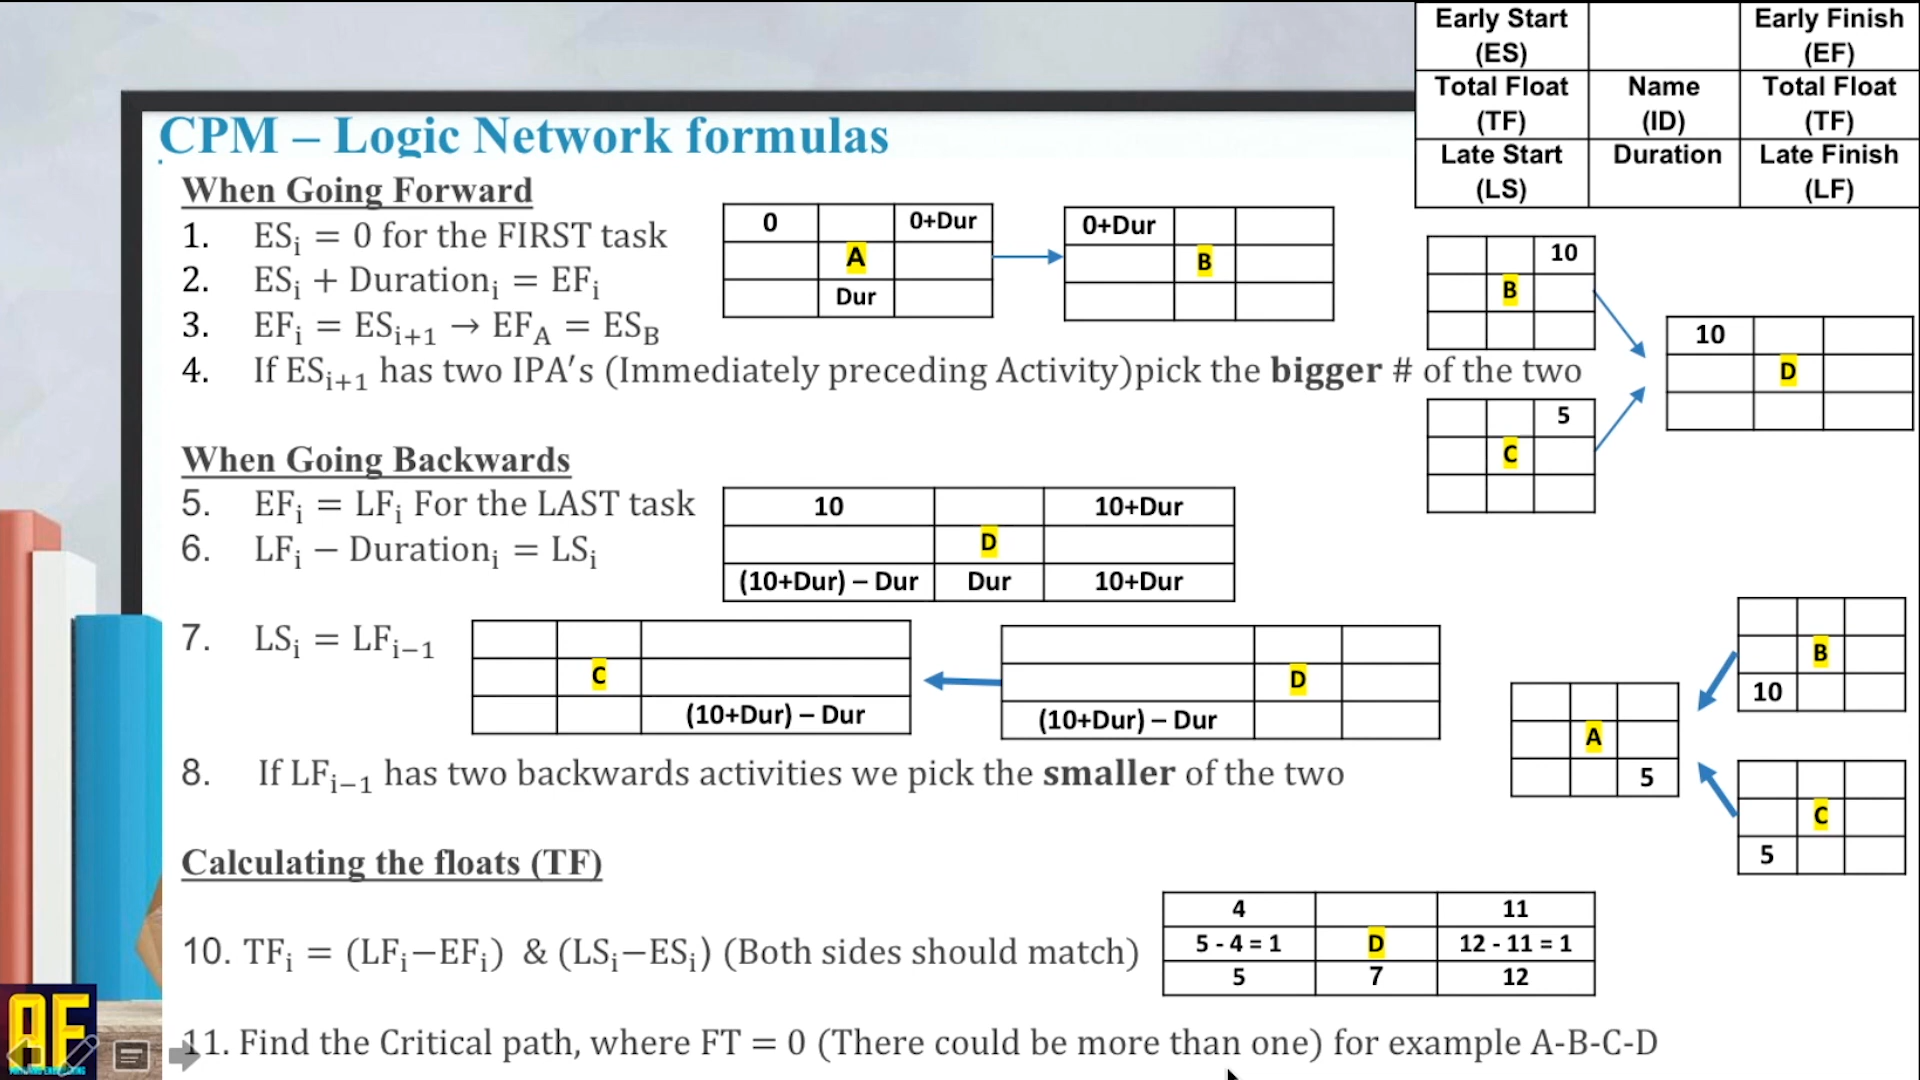 Early Start (ES) Early Finish (EF)
Total Float (TF) Name (ID) Total Float (TF)
Late Start (LS) Duration Late Finish (LF)
CPM – Logic Network formulas
When Going Forward
1. ESᵢ = 0 for the FIRST task
2. ESᵢ + Durationᵢ = EFᵢ
3. EFᵢ = ESᵢ₊₁ → EF_A = ES_B
4. If ESᵢ₊₁ has two IPA′s (Immediately preceding Activity)pick the bigger # of the two
0 0+Dur
A
Dur
0+Dur
B
10
B
5
C
10
D
When Going Backwards
5. EFᵢ = LFᵢ For the LAST task
6. LFᵢ − Durationᵢ = LSᵢ
10 10+Dur
D
(10+Dur) – Dur Dur 10+Dur
7. LSᵢ = LFᵢ₋₁
C
(10+Dur) – Dur
D
(10+Dur) – Dur
8. If LFᵢ₋₁ has two backwards activities we pick the smaller of the two
B
10
A
5
C
5
Calculating the floats (TF)
10. TFᵢ = (LFᵢ−EFᵢ) & (LSᵢ−ESᵢ) (Both sides should match)
4 11
5 - 4 = 1 D 12 - 11 = 1
5 7 12
11. Find the Critical path, where FT = 0 (There could be more than one) for example A-B-C-D
AF